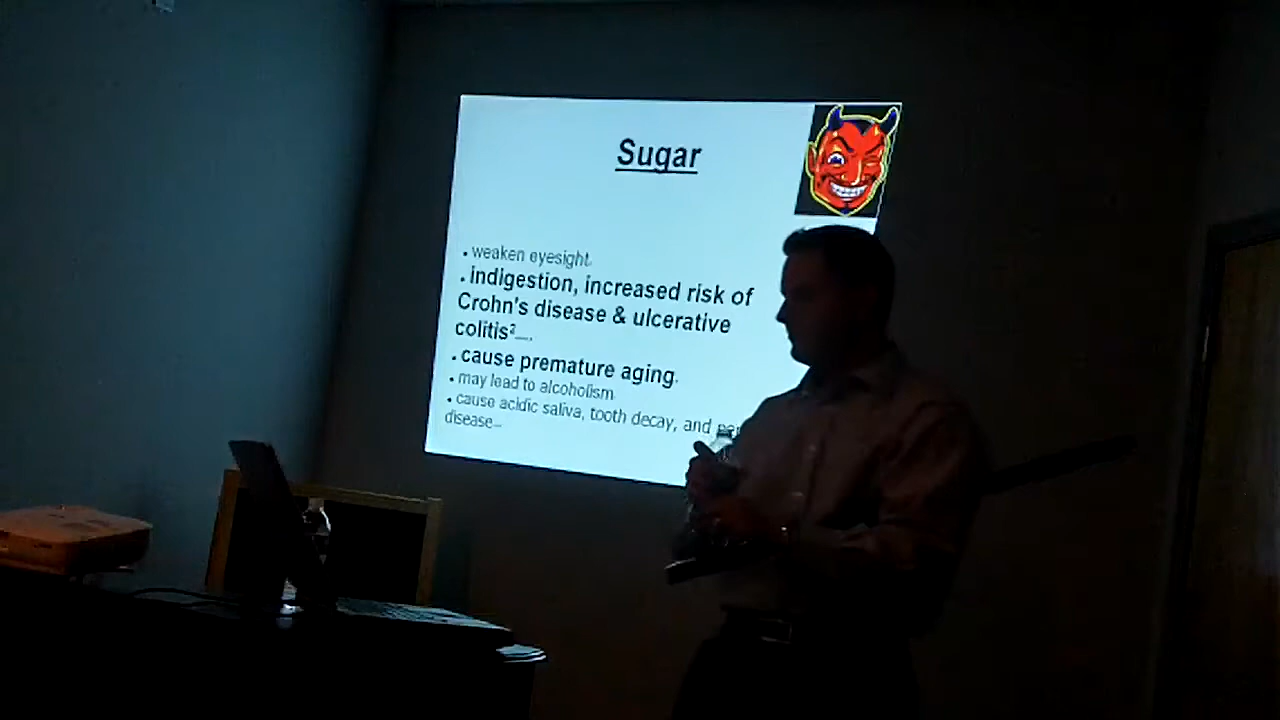 Sugar
• weaken eyesight.
• indigestion, increased risk of
Crohn's disease & ulcerative
colitis²
• cause premature aging.
• may lead to alcoholism.
• cause acidic saliva, tooth decay, and
disease